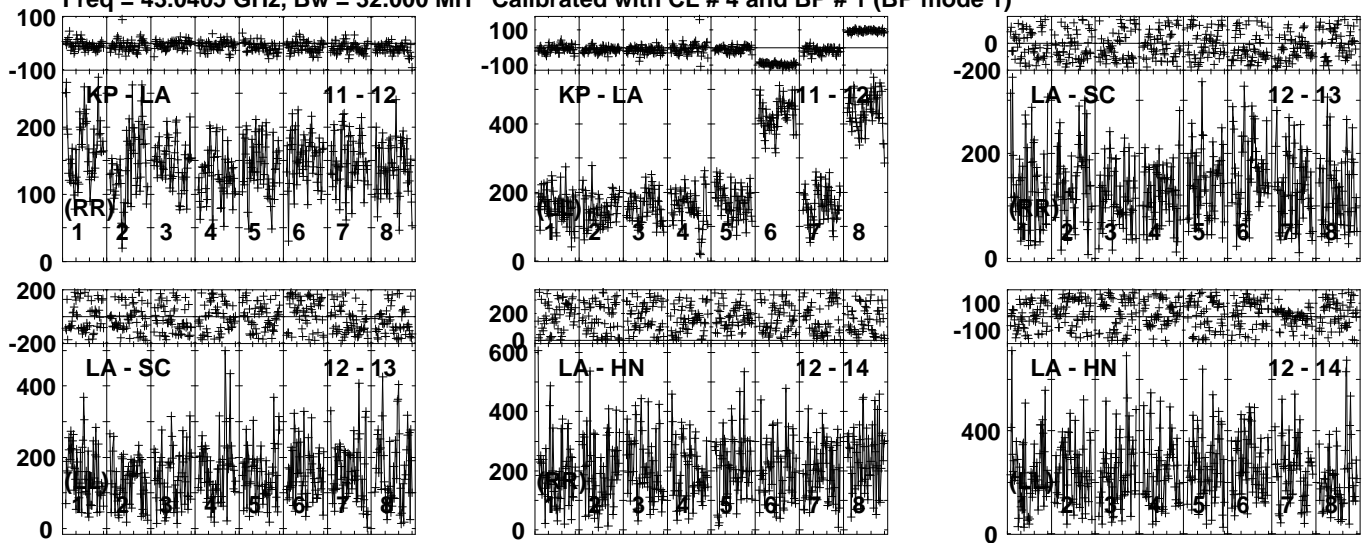 Freq = 43.0405 GHz, Bw = 32.000 MH Calibrated with CL # 4 and BP # 1 (BP mode 1)
100
-100
KP - LA 11 - 12
200
100
(RR)
1 2 3 4 5 6 7 8
0
100
-100
KP - LA 11 - 12
400
200
(LL)
1 2 3 4 5 6 7 8
0
0
-200
LA - SC 12 - 13
200
(RR)
1 2 3 4 5 6 7 8
0
200
-200
LA - SC 12 - 13
400
200
(LL)
1 2 3 4 5 6 7 8
0
200
0
600
LA - HN 12 - 14
400
200
(RR)
1 2 3 4 5 6 7 8
0
100
-100
LA - HN 12 - 14
400
(LL)
1 2 3 4 5 6 7 8
0